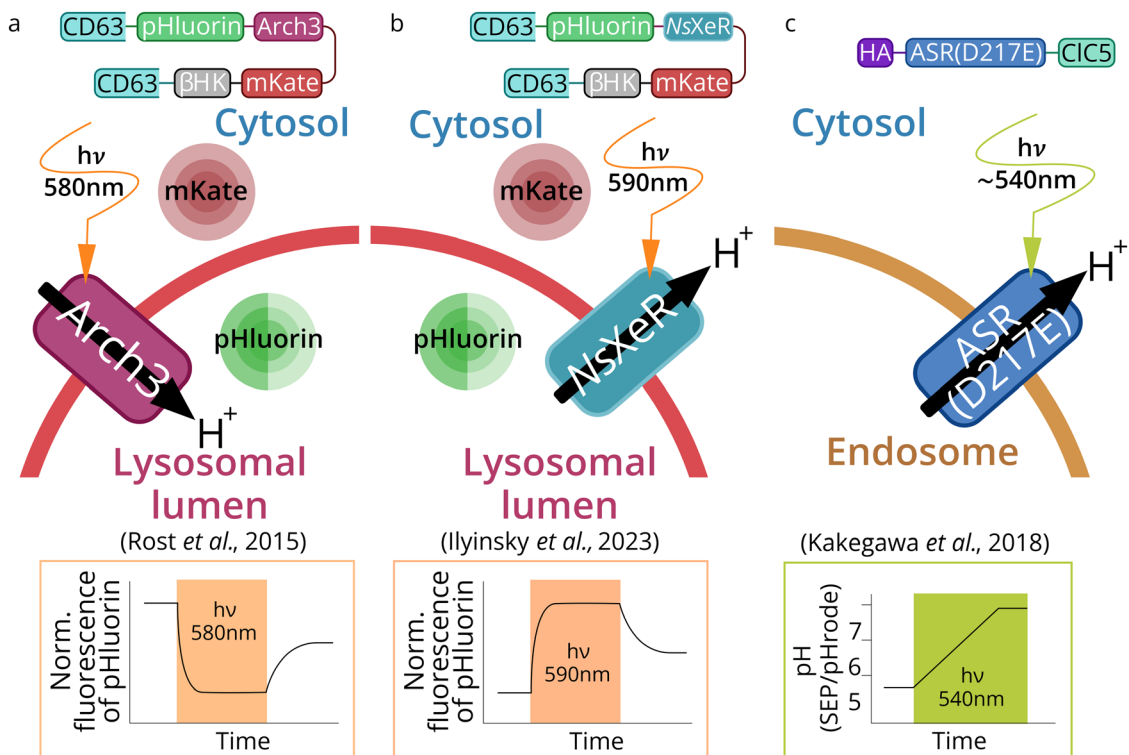 a
CD63 pHluorin Arch3
CD63 βHK mKate
Cytosol
hν
580nm
mKate
pHluorin
Arch3
H+
Lysosomal
lumen
(Rost et al., 2015)
Norm.
fluorescence
of pHluorin
hν
580nm
Time
b
CD63 pHluorin NsXeR
CD63 βHK mKate
Cytosol
hν
590nm
mKate
pHluorin
NsXeR
H+
Lysosomal
lumen
(Ilyinsky et al., 2023)
Norm.
fluorescence
of pHluorin
hν
590nm
Time
c
HA ASR(D217E) ClC5
Cytosol
hν
~540nm
ASR
(D217E)
H+
Endosome
(Kakegawa et al., 2018)
pH
(SEP/pHrode)
7
6
5
hν
540nm
Time